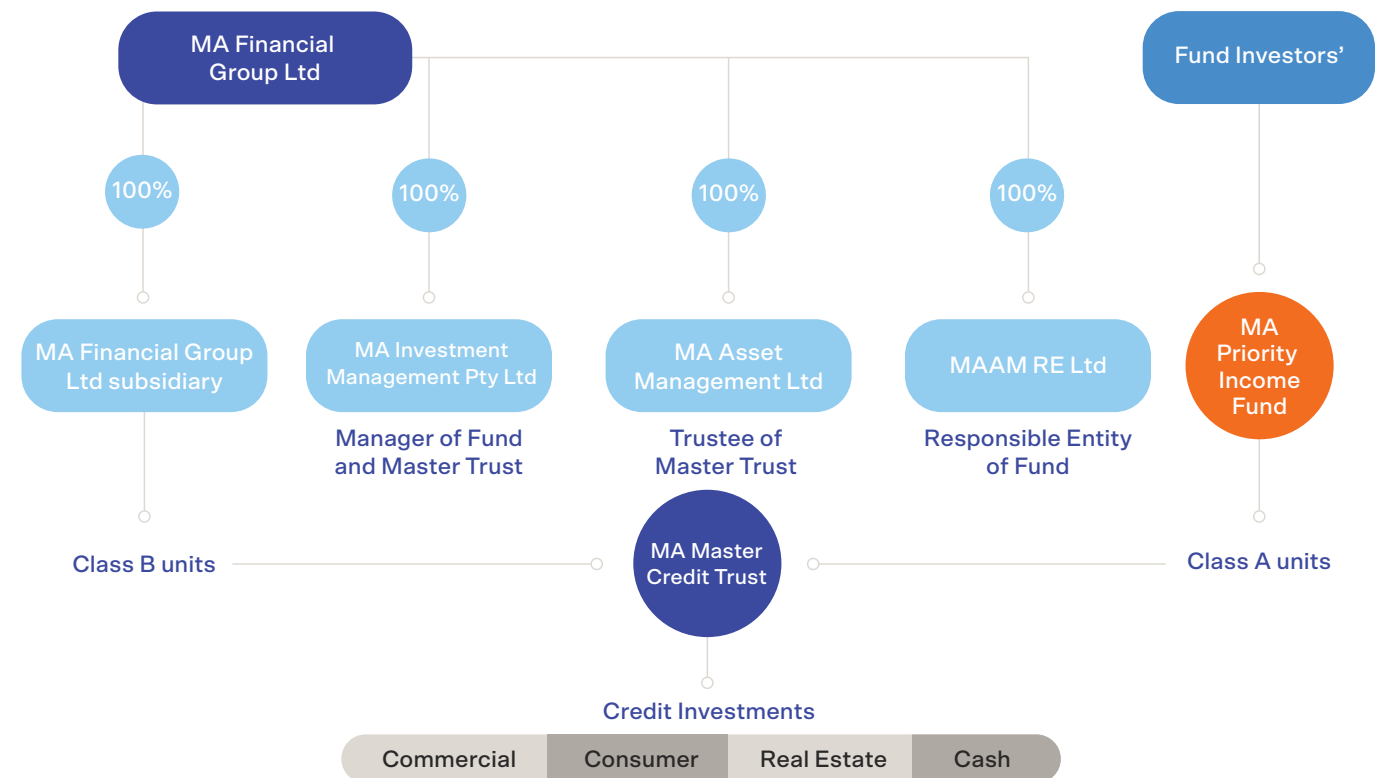 MA Financial
Group Ltd
Fund Investors’
100%
100%
100%
100%
MA Financial Group
Ltd subsidiary
MA Investment
Management Pty Ltd
MA Asset
Management Ltd
MAAM RE Ltd
MA
Priority
Income
Fund
Manager of Fund
and Master Trust
Trustee of
Master Trust
Responsible Entity
of Fund
Class B units
MA Master
Credit Trust
Class A units
Credit Investments
Commercial
Consumer
Real Estate
Cash